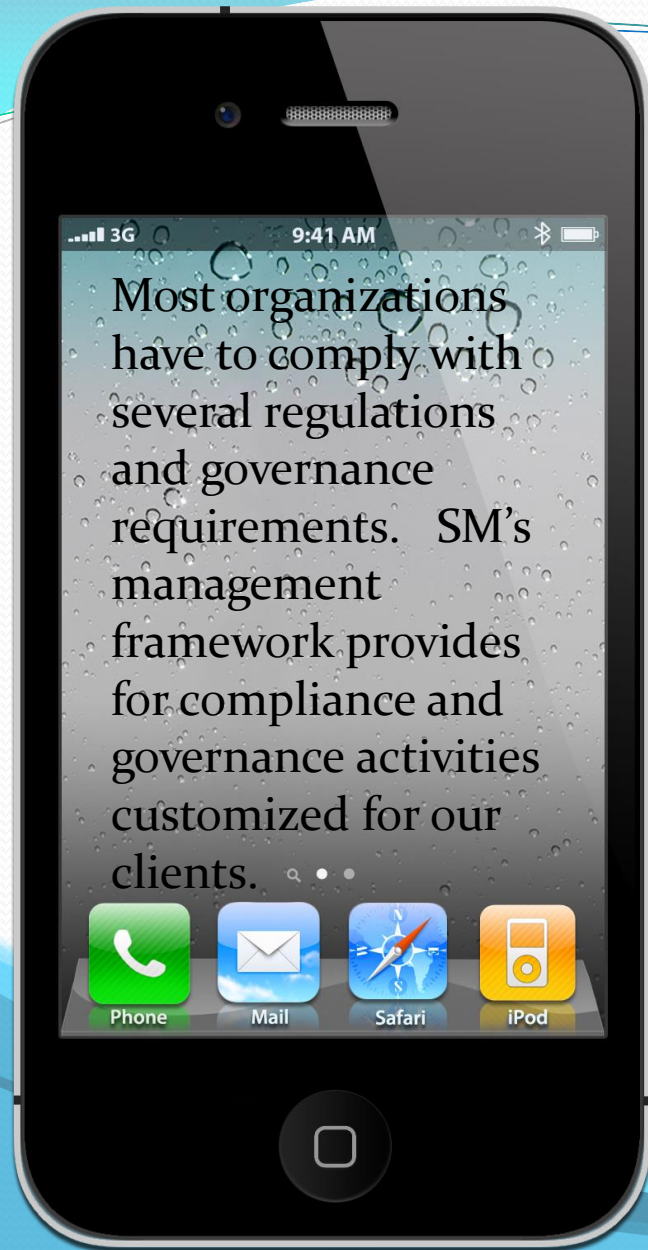 3G 9:41 AM
Most organizations
have to comply with
several regulations
and governance
requirements. SM’s
management
framework provides
for compliance and
governance activities
customized for our
clients.
Phone Mail Safari iPod